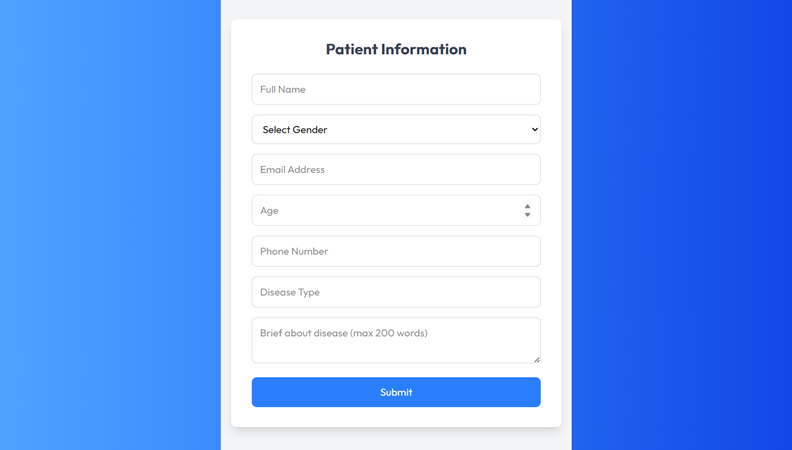 Patient Information
Full Name
Select Gender
Email Address
Age
Phone Number
Disease Type
Brief about disease (max 200 words)
Submit